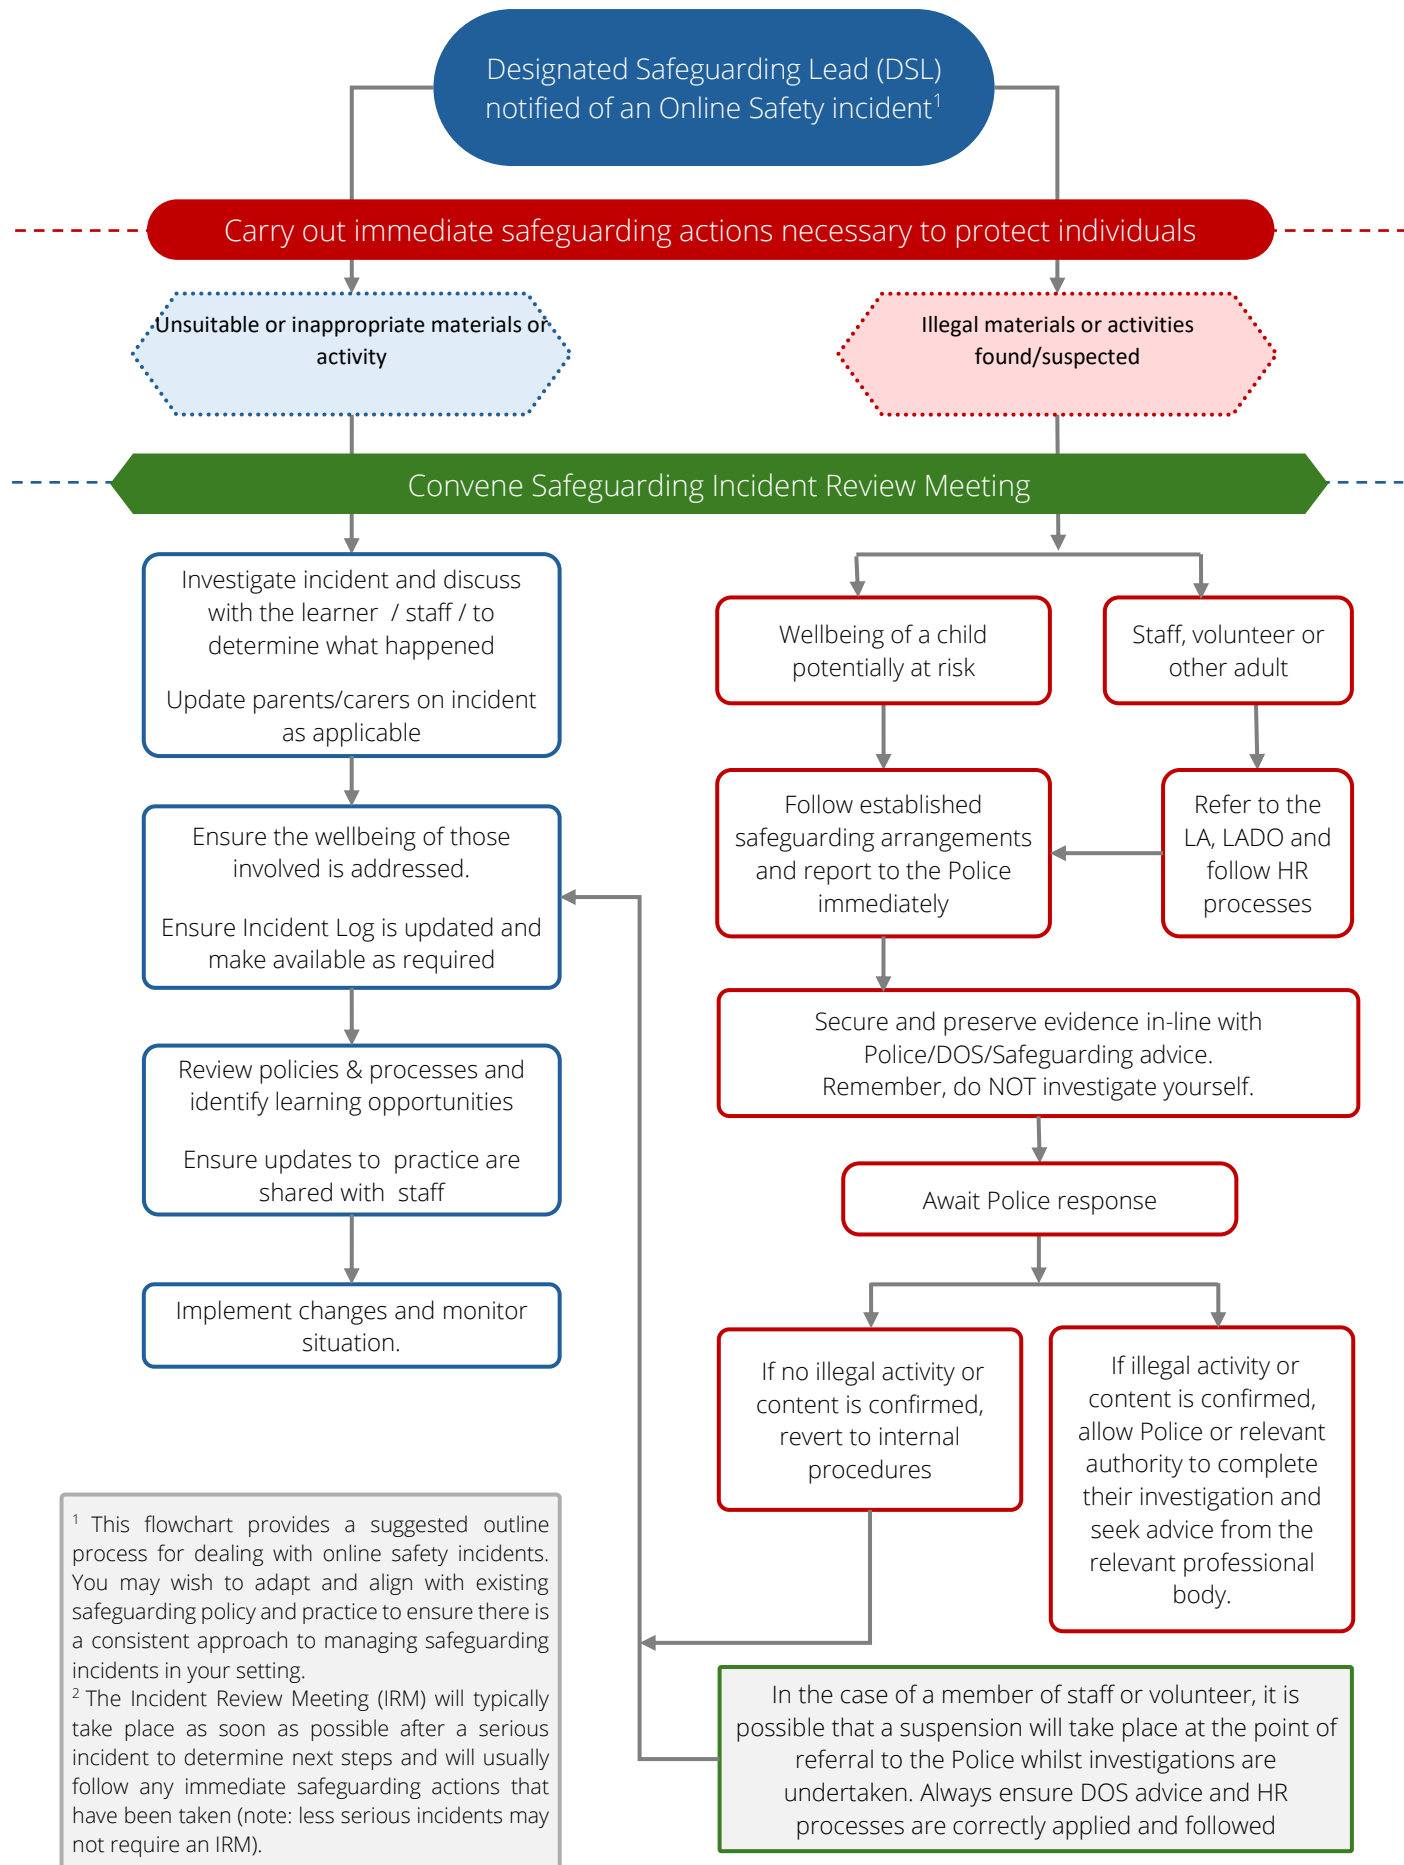 Designated Safeguarding Lead (DSL)
notified of an Online Safety incident¹
Carry out immediate safeguarding actions necessary to protect individuals
Unsuitable or inappropriate materials or
activity
Illegal materials or activities
found/suspected
Convene Safeguarding Incident Review Meeting
Investigate incident and discuss
with the learner / staff / to
determine what happened
Update parents/carers on incident
as applicable
Wellbeing of a child
potentially at risk
Staff, volunteer or
other adult
Follow established
safeguarding arrangements
and report to the Police
immediately
Refer to the
LA, LADO and
follow HR
processes
Ensure the wellbeing of those
involved is addressed.
Ensure Incident Log is updated and
make available as required
Secure and preserve evidence in-line with
Police/DOS/Safeguarding advice.
Remember, do NOT investigate yourself.
Review policies & processes and
identify learning opportunities
Ensure updates to practice are
shared with staff
Await Police response
Implement changes and monitor
situation.
If no illegal activity or
content is confirmed,
revert to internal
procedures
If illegal activity or
content is confirmed,
allow Police or relevant
authority to complete
their investigation and
seek advice from the
relevant professional
body.
¹ This flowchart provides a suggested outline
process for dealing with online safety incidents.
You may wish to adapt and align with existing
safeguarding policy and practice to ensure there is
a consistent approach to managing safeguarding
incidents in your setting.
² The Incident Review Meeting (IRM) will typically
take place as soon as possible after a serious
incident to determine next steps and will usually
follow any immediate safeguarding actions that
have been taken (note: less serious incidents may
not require an IRM).
In the case of a member of staff or volunteer, it is
possible that a suspension will take place at the point of
referral to the Police whilst investigations are
undertaken. Always ensure DOS advice and HR
processes are correctly applied and followed